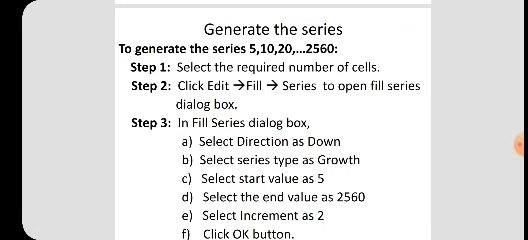 Generate the series
To generate the series 5,10,20,...2560:
Step 1: Select the required number of cells.
Step 2: Click Edit →Fill → Series to open fill series
dialog box.
Step 3: In Fill Series dialog box,
a) Select Direction as Down
b) Select series type as Growth
c) Select start value as 5
d) Select the end value as 2560
e) Select Increment as 2
f) Click OK button.